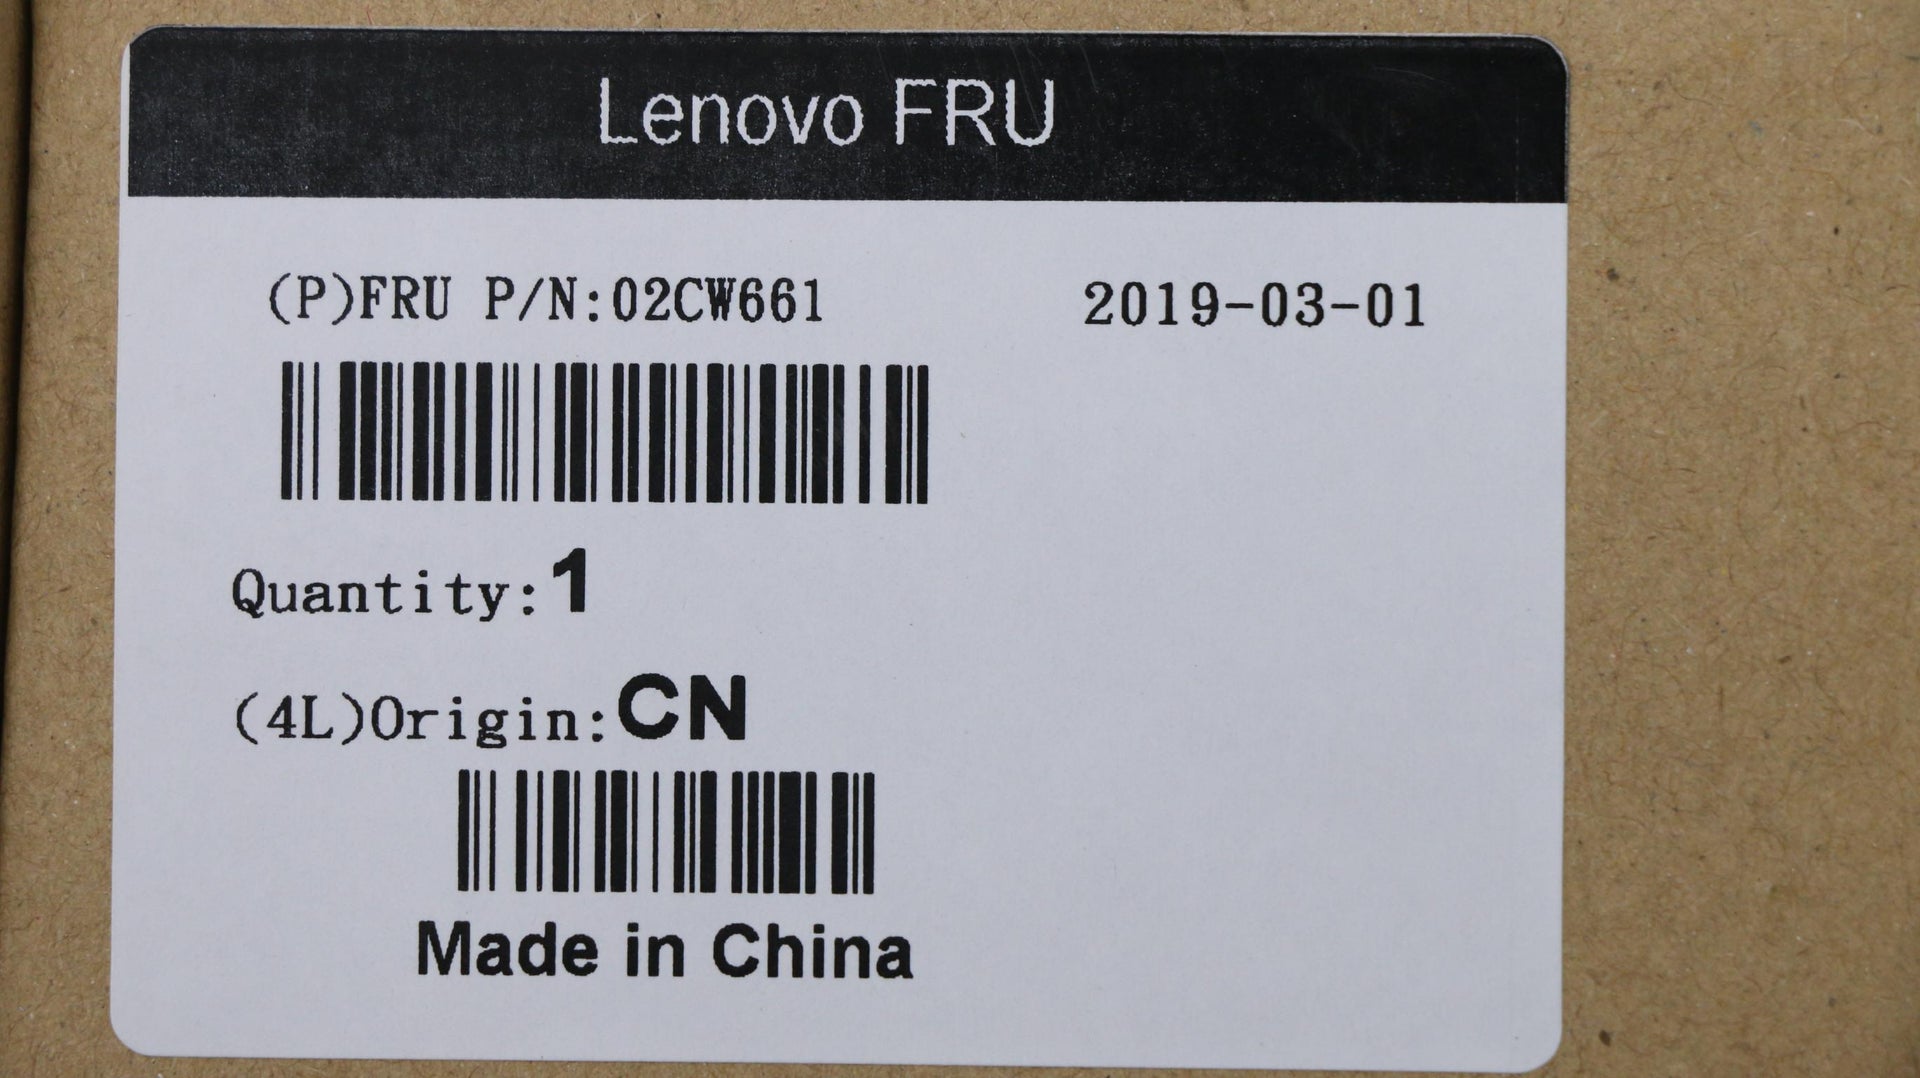 Lenovo FRU
(P)FRU P/N:02CW661 2019-03-01
Quantity:1
(4L)Origin:CN
Made in China